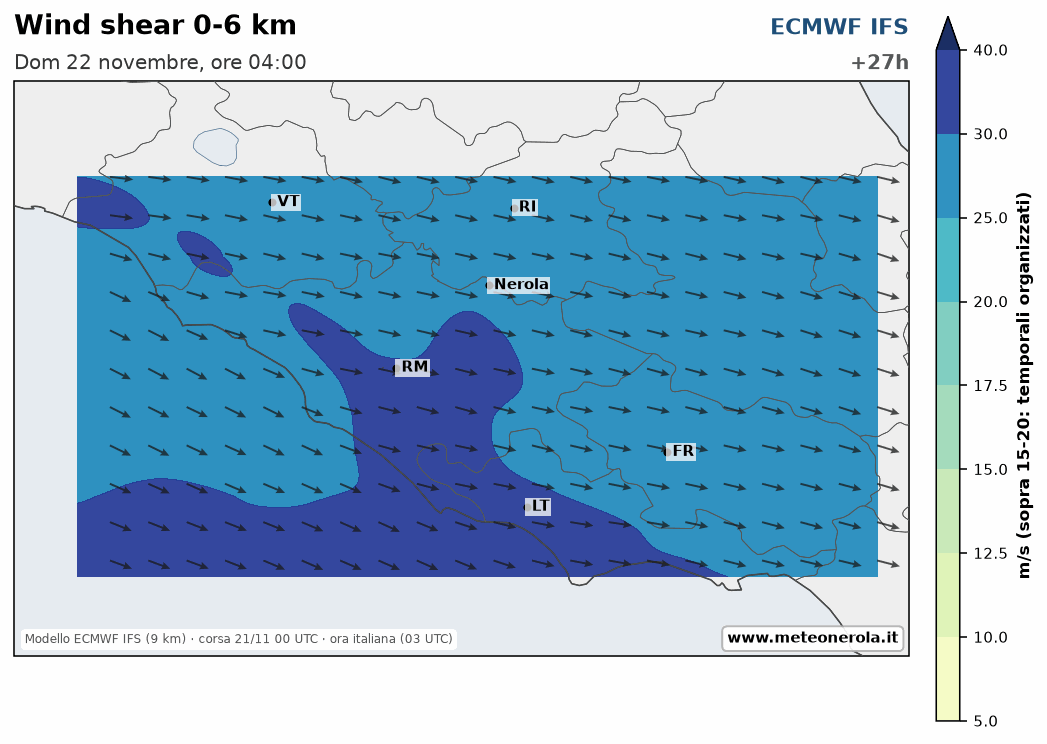 Wind shear 0-6 km
ECMWF IFS
Dom 22 novembre, ore 04:00
+27h
VT
RI
Nerola
RM
FR
LT
Modello ECMWF IFS (9 km) · corsa 21/11 00 UTC · ora italiana (03 UTC)
www.meteonerola.it
40.0
30.0
25.0
20.0
17.5
15.0
12.5
10.0
5.0
m/s (sopra 15-20: temporali organizzati)